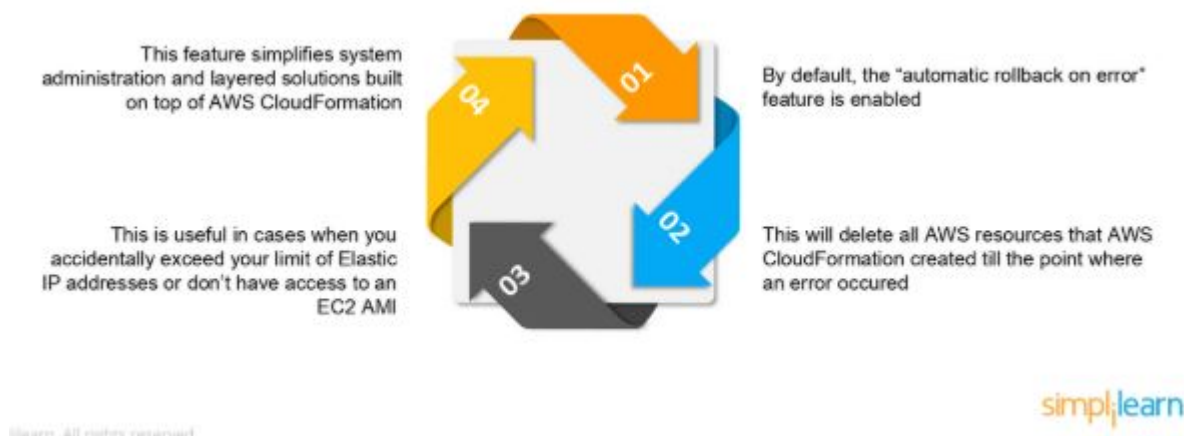 01
By default, the "automatic rollback on error"
feature is enabled
02
This will delete all AWS resources that AWS
CloudFormation created till the point where
an error occured
03
This is useful in cases when you
accidentally exceed your limit of Elastic
IP addresses or don't have access to an
EC2 AMI
04
This feature simplifies system
administration and layered solutions built
on top of AWS CloudFormation
simplilearn
All rights reserved